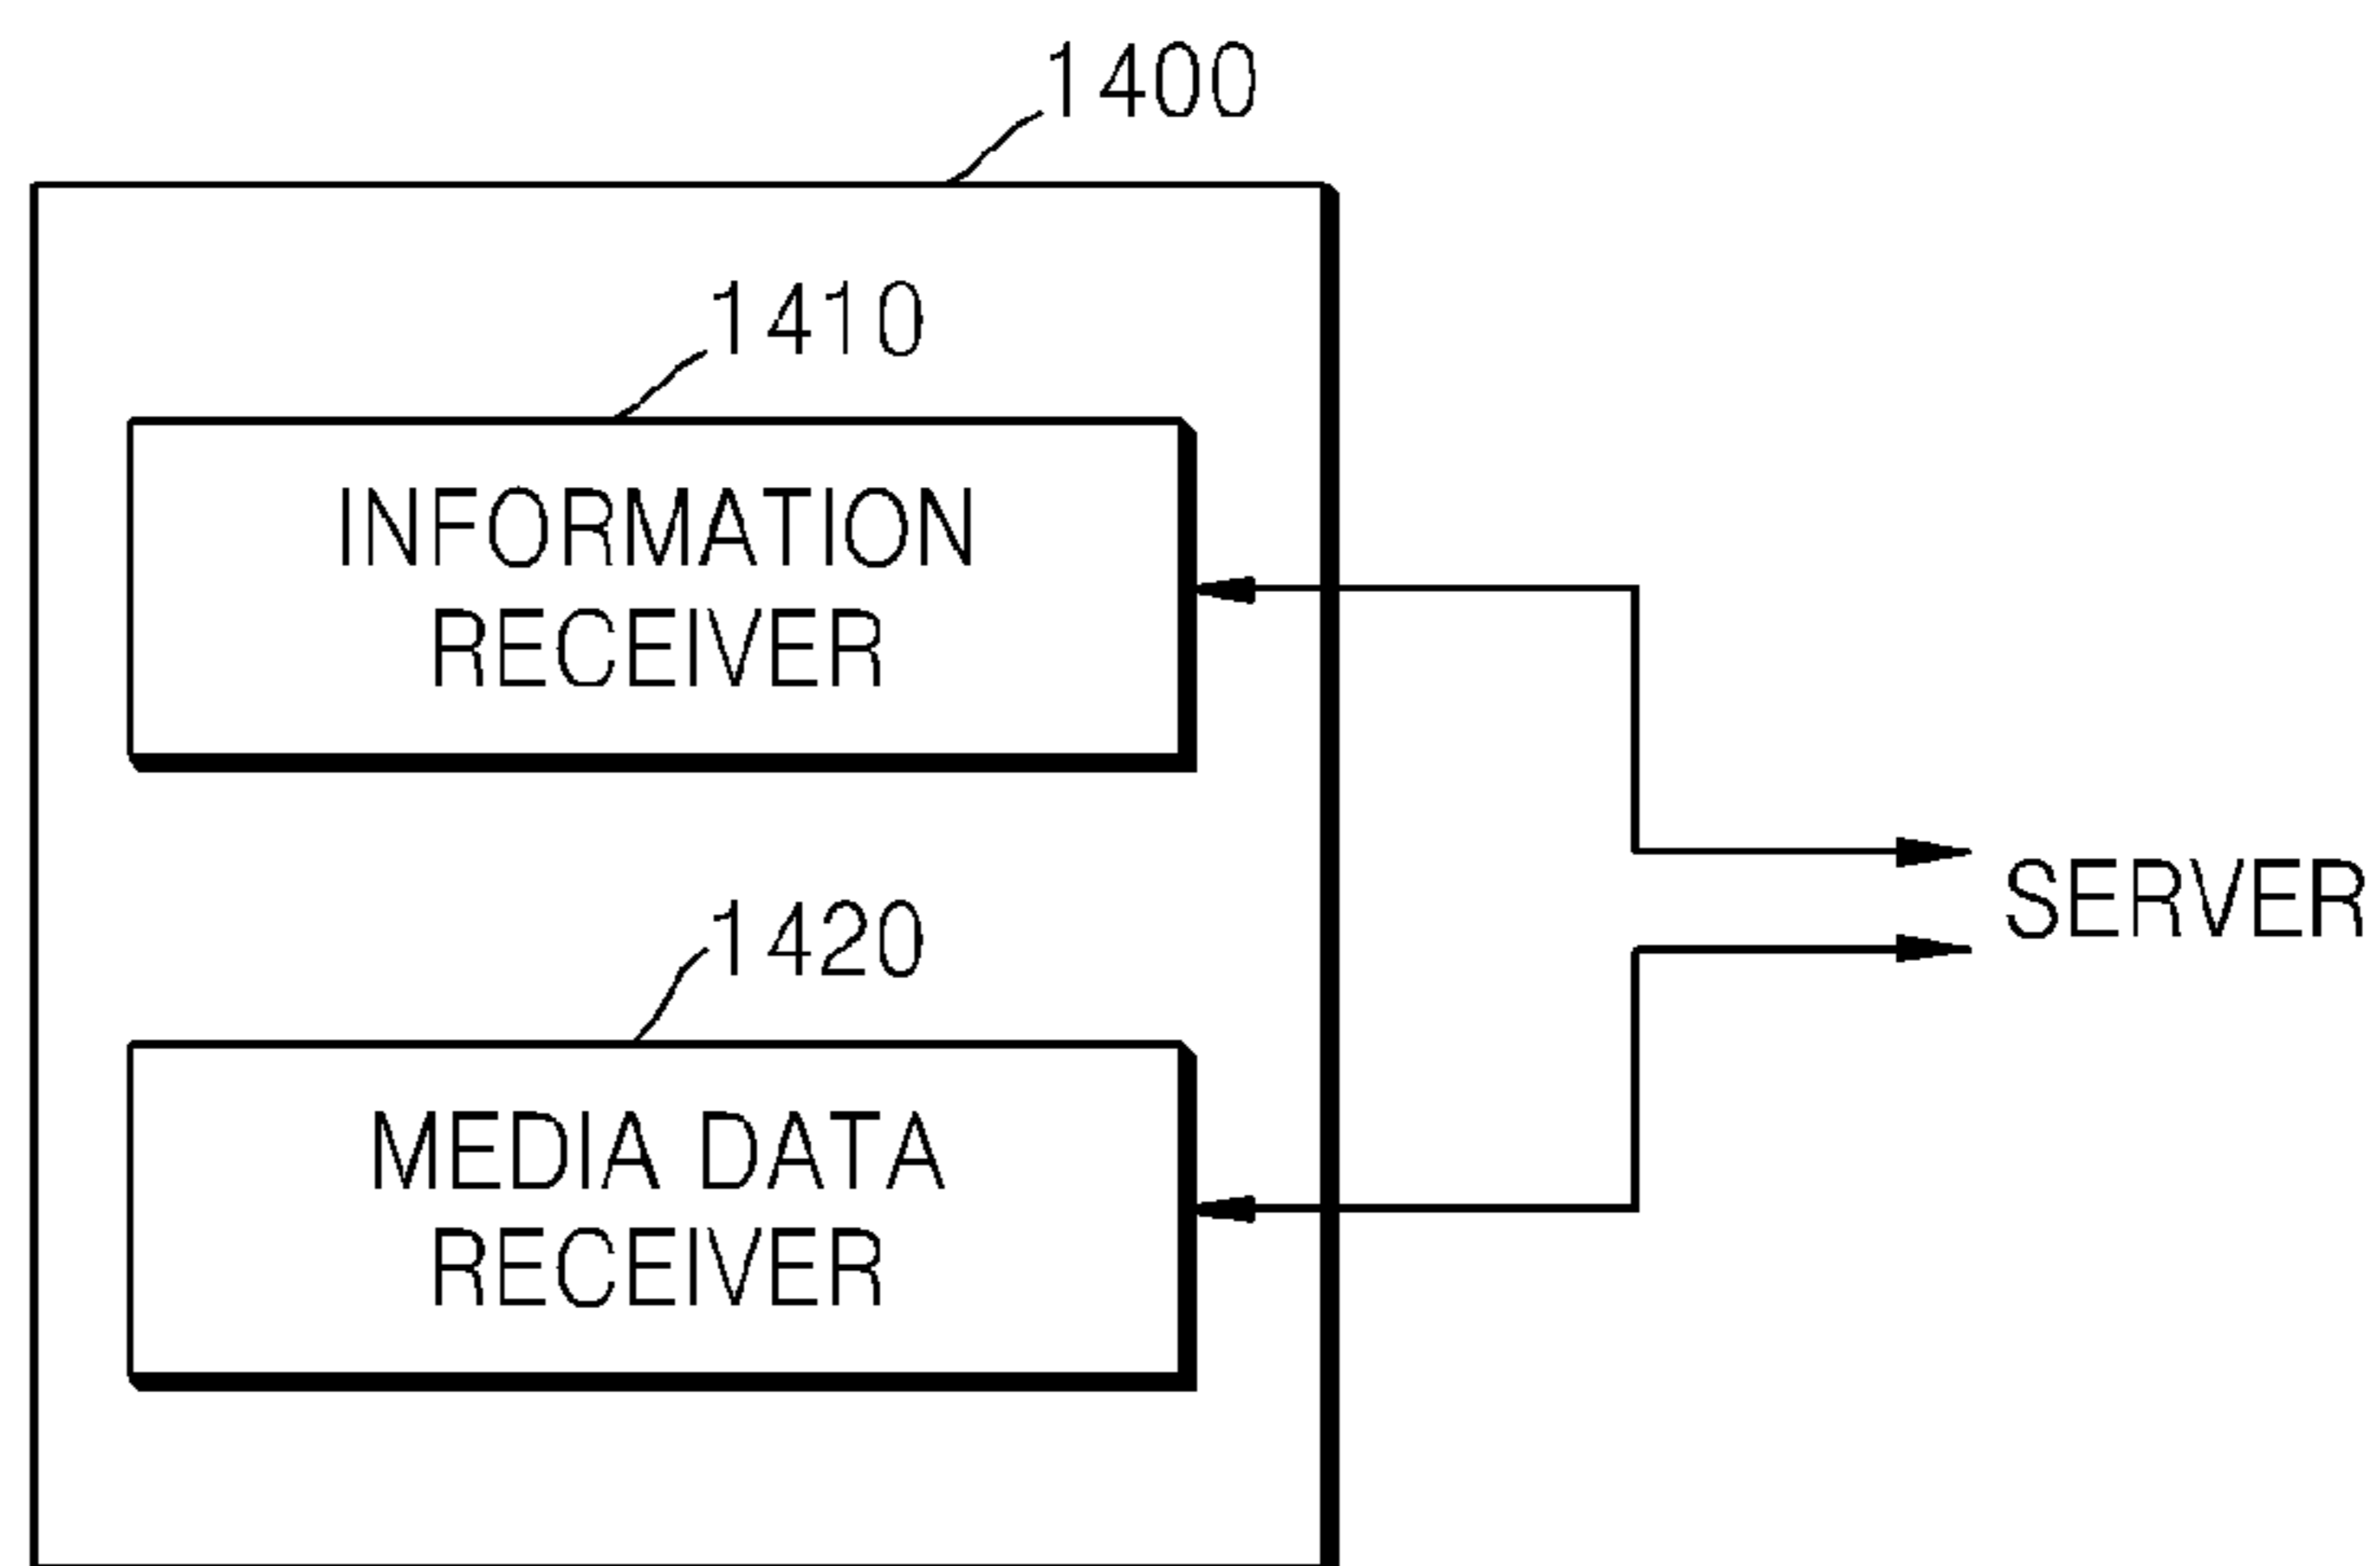 1400
1410
INFORMATION
RECEIVER
SERVER
1420
MEDIA DATA
RECEIVER